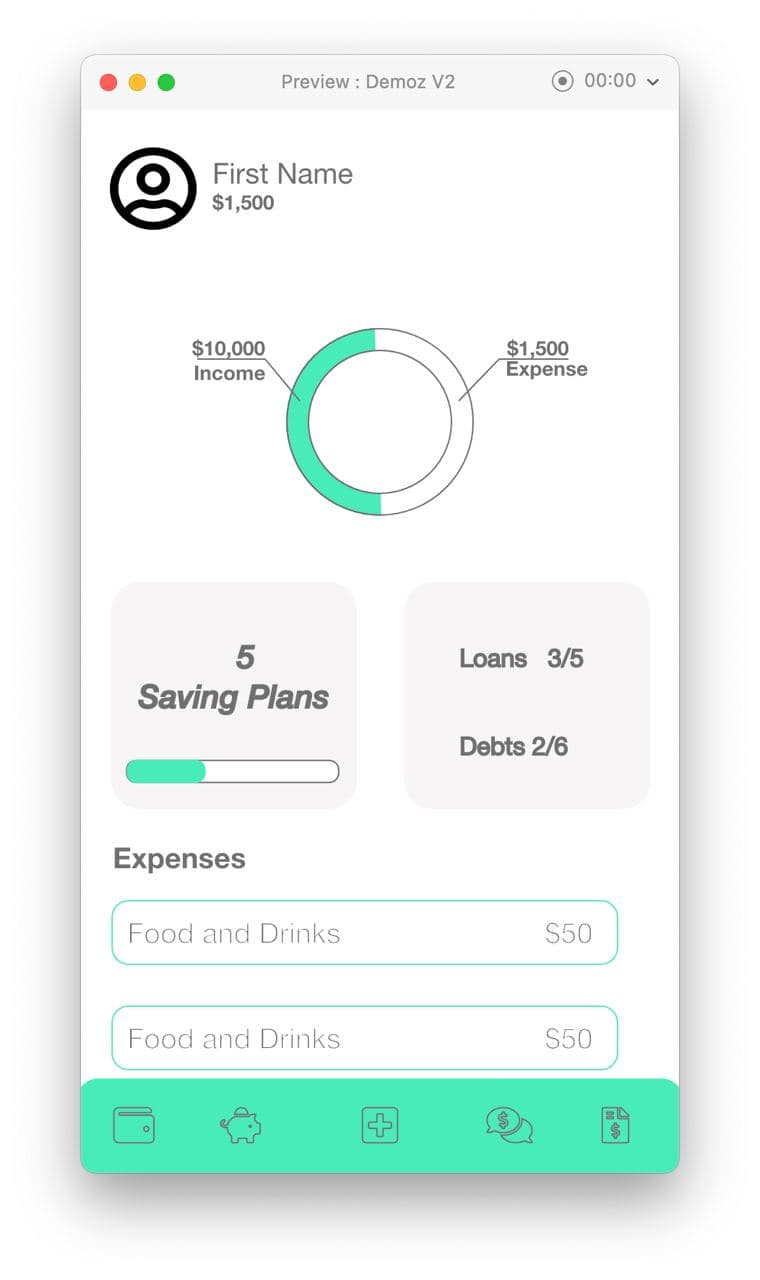 Preview : Demoz V2
00:00
First Name
$1,500
$10,000
Income
$1,500
Expense
5
Saving Plans
Loans 3/5
Debts 2/6
Expenses
Food and Drinks $50
Food and Drinks $50
$
$